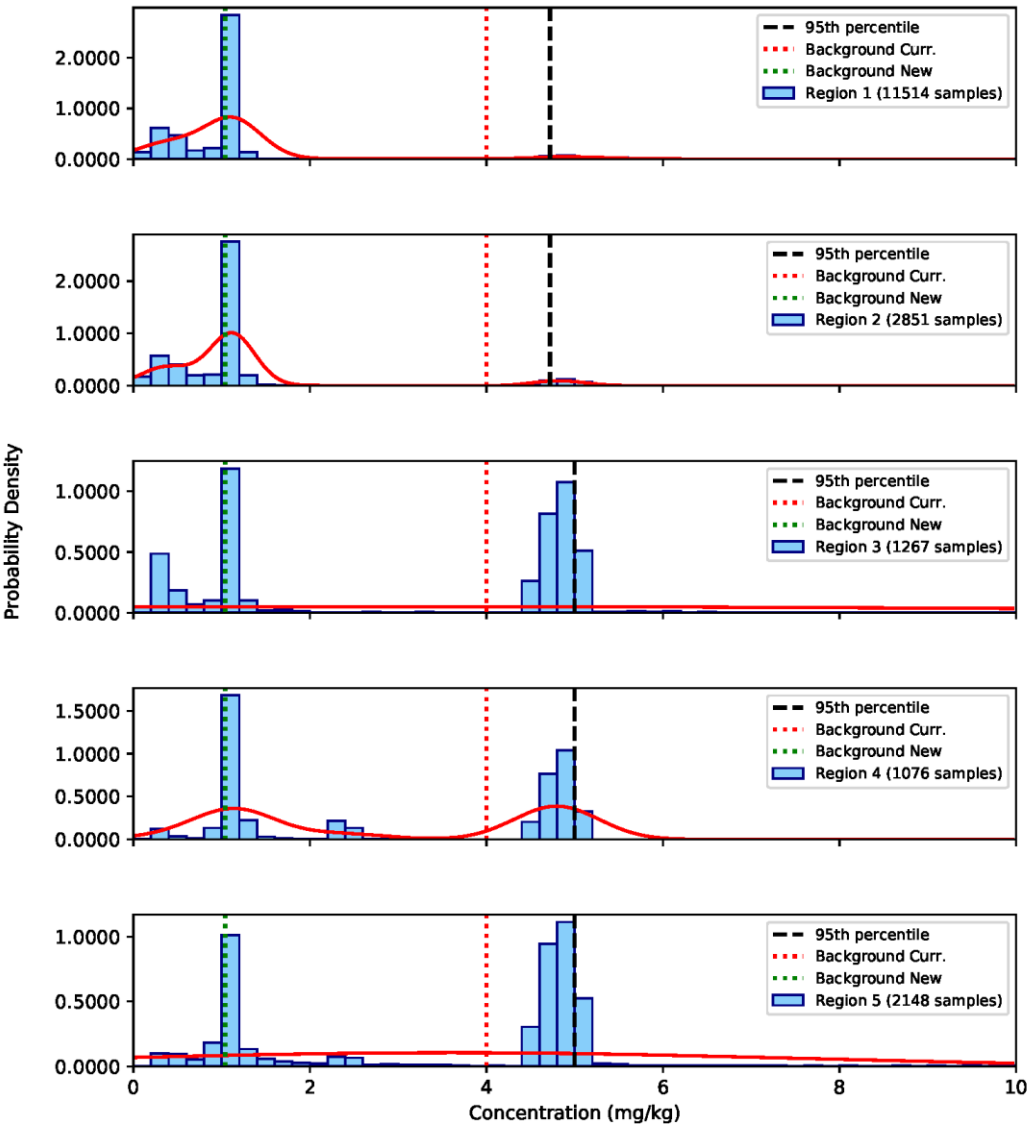 2.0000
1.0000
0.0000
95th percentile
Background Curr.
Background New
Region 1 (11514 samples)
2.0000
1.0000
0.0000
95th percentile
Background Curr.
Background New
Region 2 (2851 samples)
Probability Density
1.0000
0.5000
0.0000
95th percentile
Background Curr.
Background New
Region 3 (1267 samples)
1.5000
1.0000
0.5000
0.0000
95th percentile
Background Curr.
Background New
Region 4 (1076 samples)
1.0000
0.5000
0.0000
95th percentile
Background Curr.
Background New
Region 5 (2148 samples)
0 2 4 6 8 10
Concentration (mg/kg)